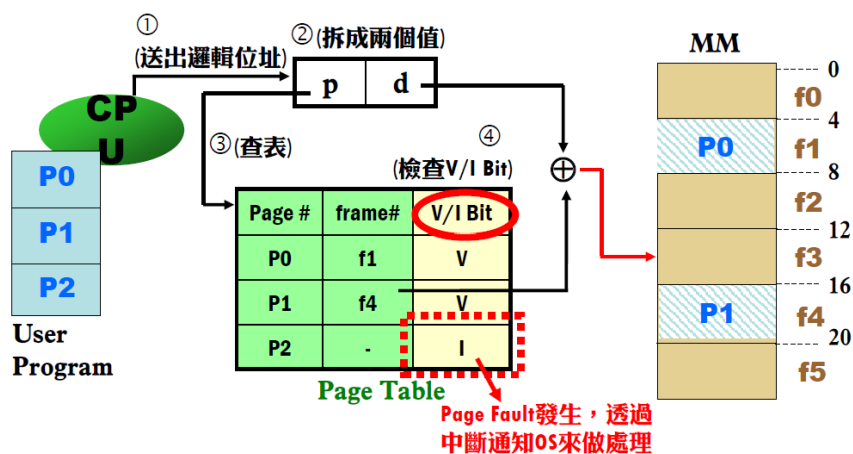 ①
(送出邏輯位址)
②(拆成兩個值)
p d
CP
U
P0
P1
P2
User
Program
③(查表)
④
(檢查V/I Bit)
Page # frame# V/I Bit
P0 f1 V
P1 f4 V
P2 - I
Page Table
Page Fault發生，透過
中斷通知OS來做處理
MM
0
f0
4
P0 f1
8
f2
12
f3
16
P1 f4
20
f5